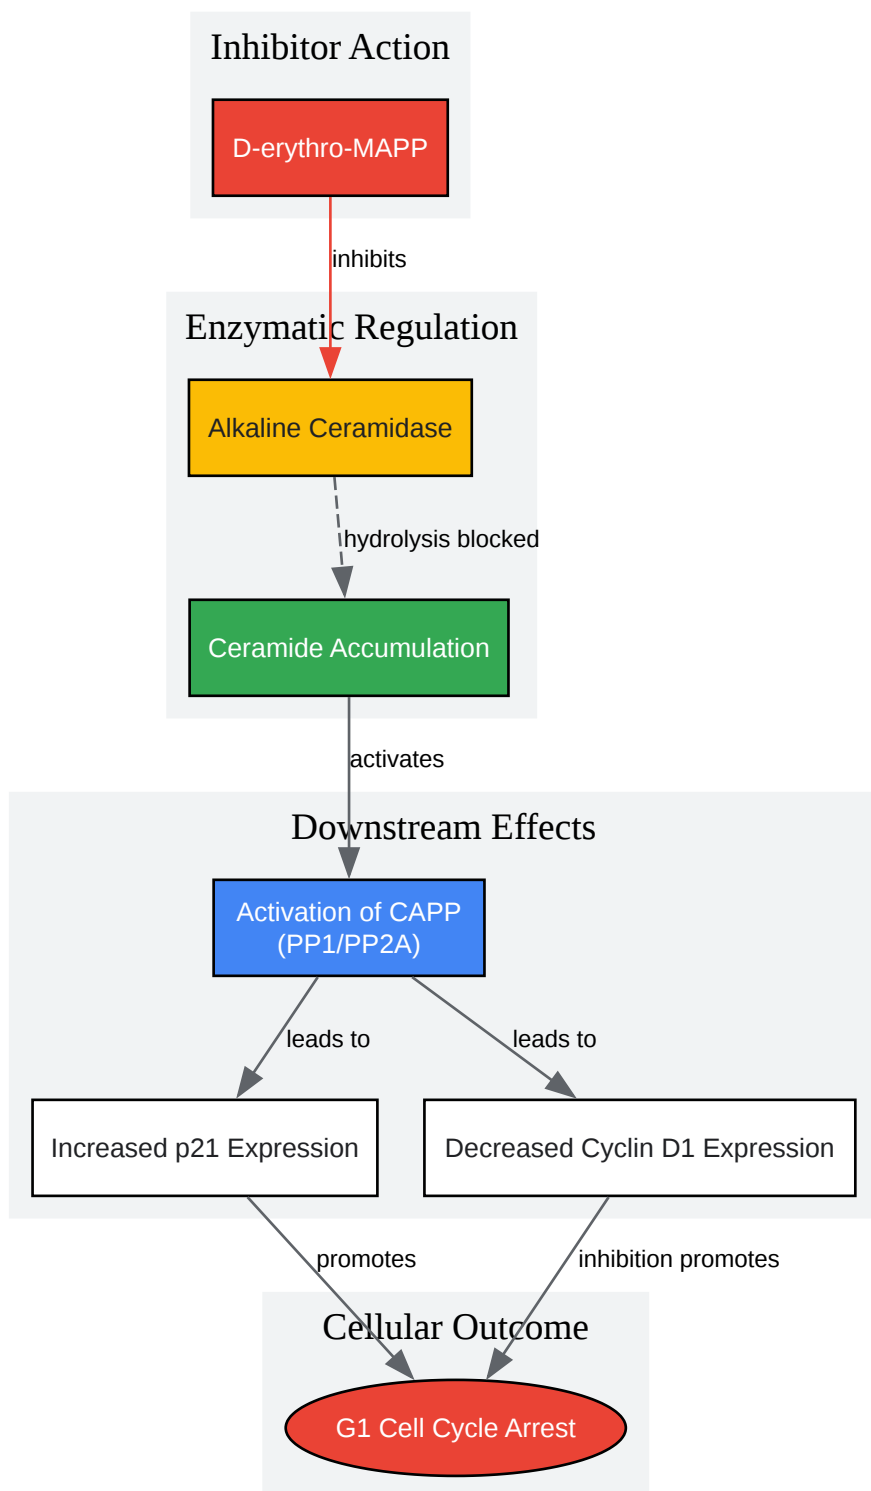 Inhibitor Action
D-erythro-MAPP
inhibits
Enzymatic Regulation
Alkaline Ceramidase
hydrolysis blocked
Ceramide Accumulation
activates
Downstream Effects
Activation of CAPP
(PP1/PP2A)
leads to
leads to
Increased p21 Expression
Decreased Cyclin D1 Expression
promotes
inhibition promotes
Cellular Outcome
G1 Cell Cycle Arrest